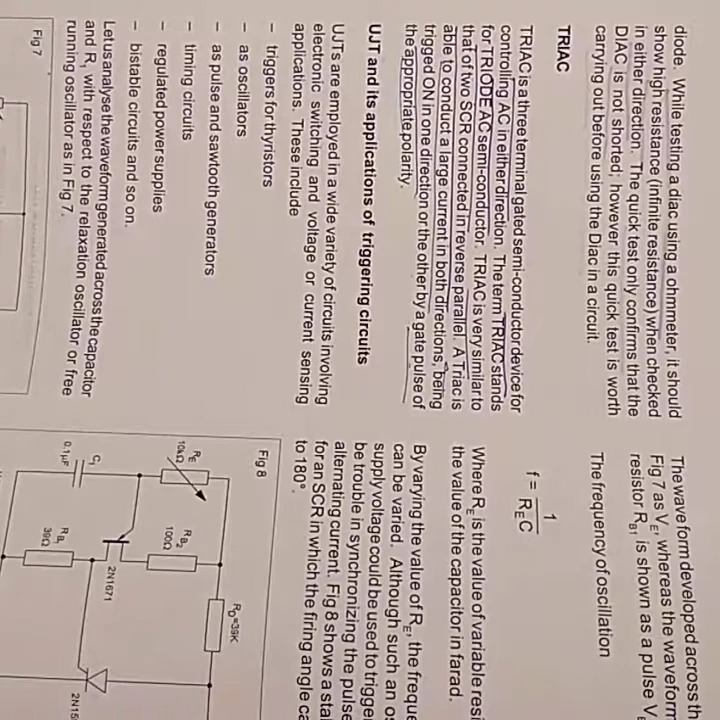 diode. While testing a diac using a ohmmeter, it should
show high resistance (infinite resistance) when checked
in either direction. The quick test only confirms that the
DIAC is not shorted; however this quick test is worth
carrying out before using the Diac in a circuit.
TRIAC
TRIAC is a three terminal gated semi-conductor device for
controlling AC in either direction. The term TRIAC stands
for TRIODE AC semi-conductor. TRIAC is very similar to
that of two SCR connected in reverse parallel. A Triac is
able to conduct a large current in both directions, being
trigged ON in one direction or the other by a gate pulse of
the appropriate polarity.
UJT and its applications of triggering circuits
UJTs are employed in a wide variety of circuits involving
electronic switching and voltage or current sensing
applications. These include
– triggers for thyristors
– as oscillators
– as pulse and sawtooth generators
– timing circuits
– regulated power supplies
– bistable circuits and so on.
Let us analyse the waveform generated across the capacitor
and R1 with respect to the relaxation oscillator or free
running oscillator as in Fig 7.
Fig 7
The wave form developed across th
Fig 7 as VE, whereas the waveform
resistor RB1 is shown as a pulse V
The frequency of oscillation
f = 1 / REC
Where RE is the value of variable resi
the value of the capacitor in farad.
By varying the value of RE, the freque
can be varied. Although such an os
supply voltage could be used to trigger
be trouble in synchronizing the pulse
alternating current. Fig 8 shows a sta
for an SCR in which the firing angle ca
to 180°.
Fig 8
RD=39K
RE
10kΩ
RB2
100Ω
2N1671
C1
0.1µF
RB1
39Ω
2N15